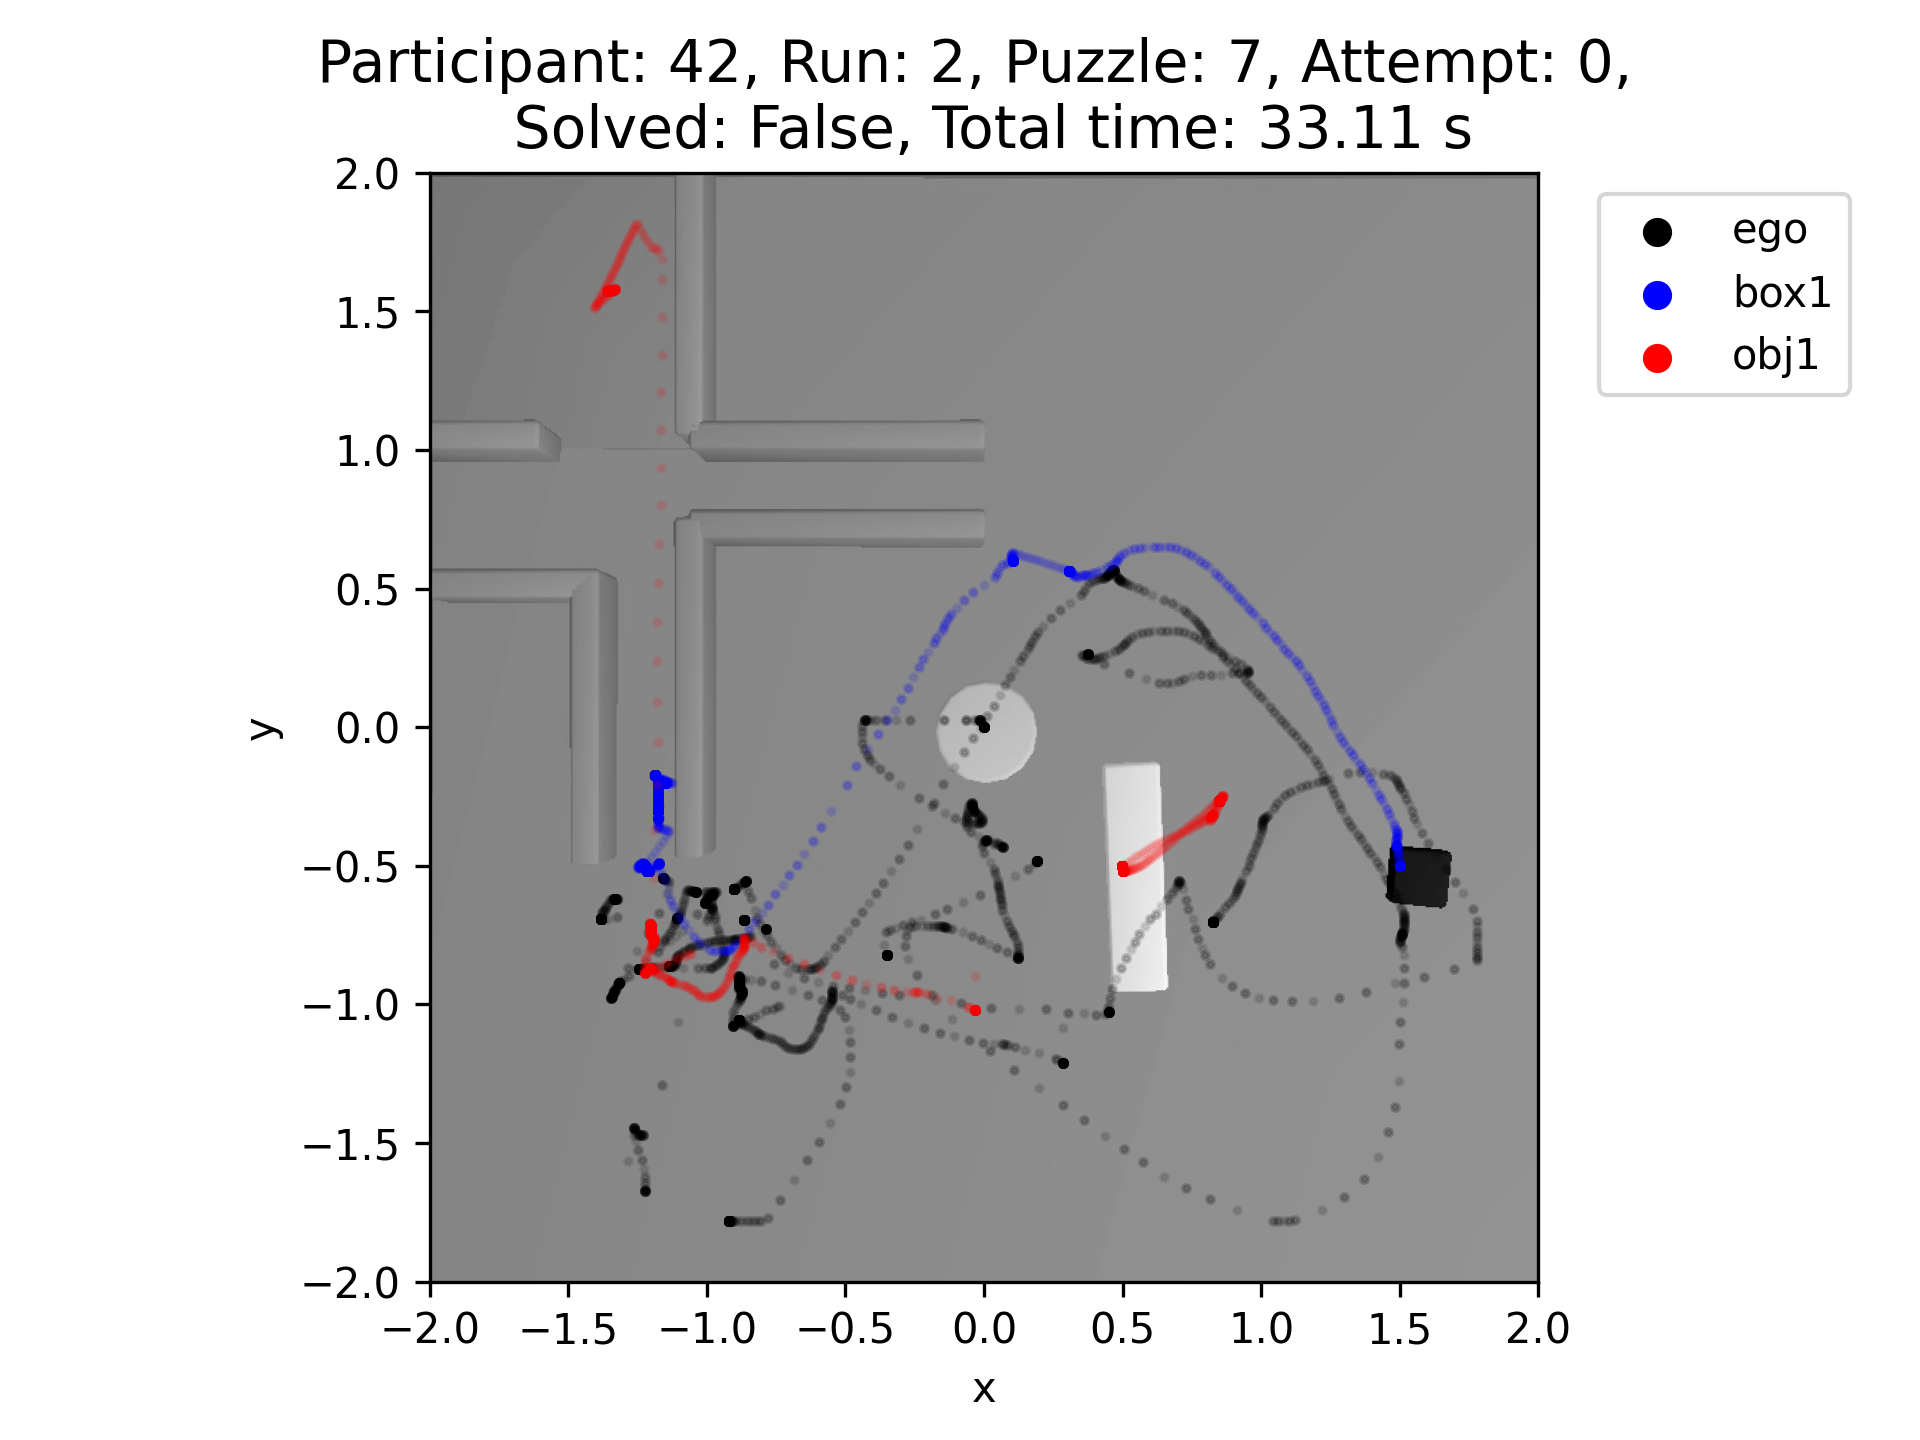 Participant: 42, Run: 2, Puzzle: 7, Attempt: 0,
Solved: False, Total time: 33.11 s
ego
box1
obj1
2.0
1.5
1.0
0.5
0.0
−0.5
−1.0
−1.5
−2.0
y
−2.0 −1.5 −1.0 −0.5 0.0 0.5 1.0 1.5 2.0
x